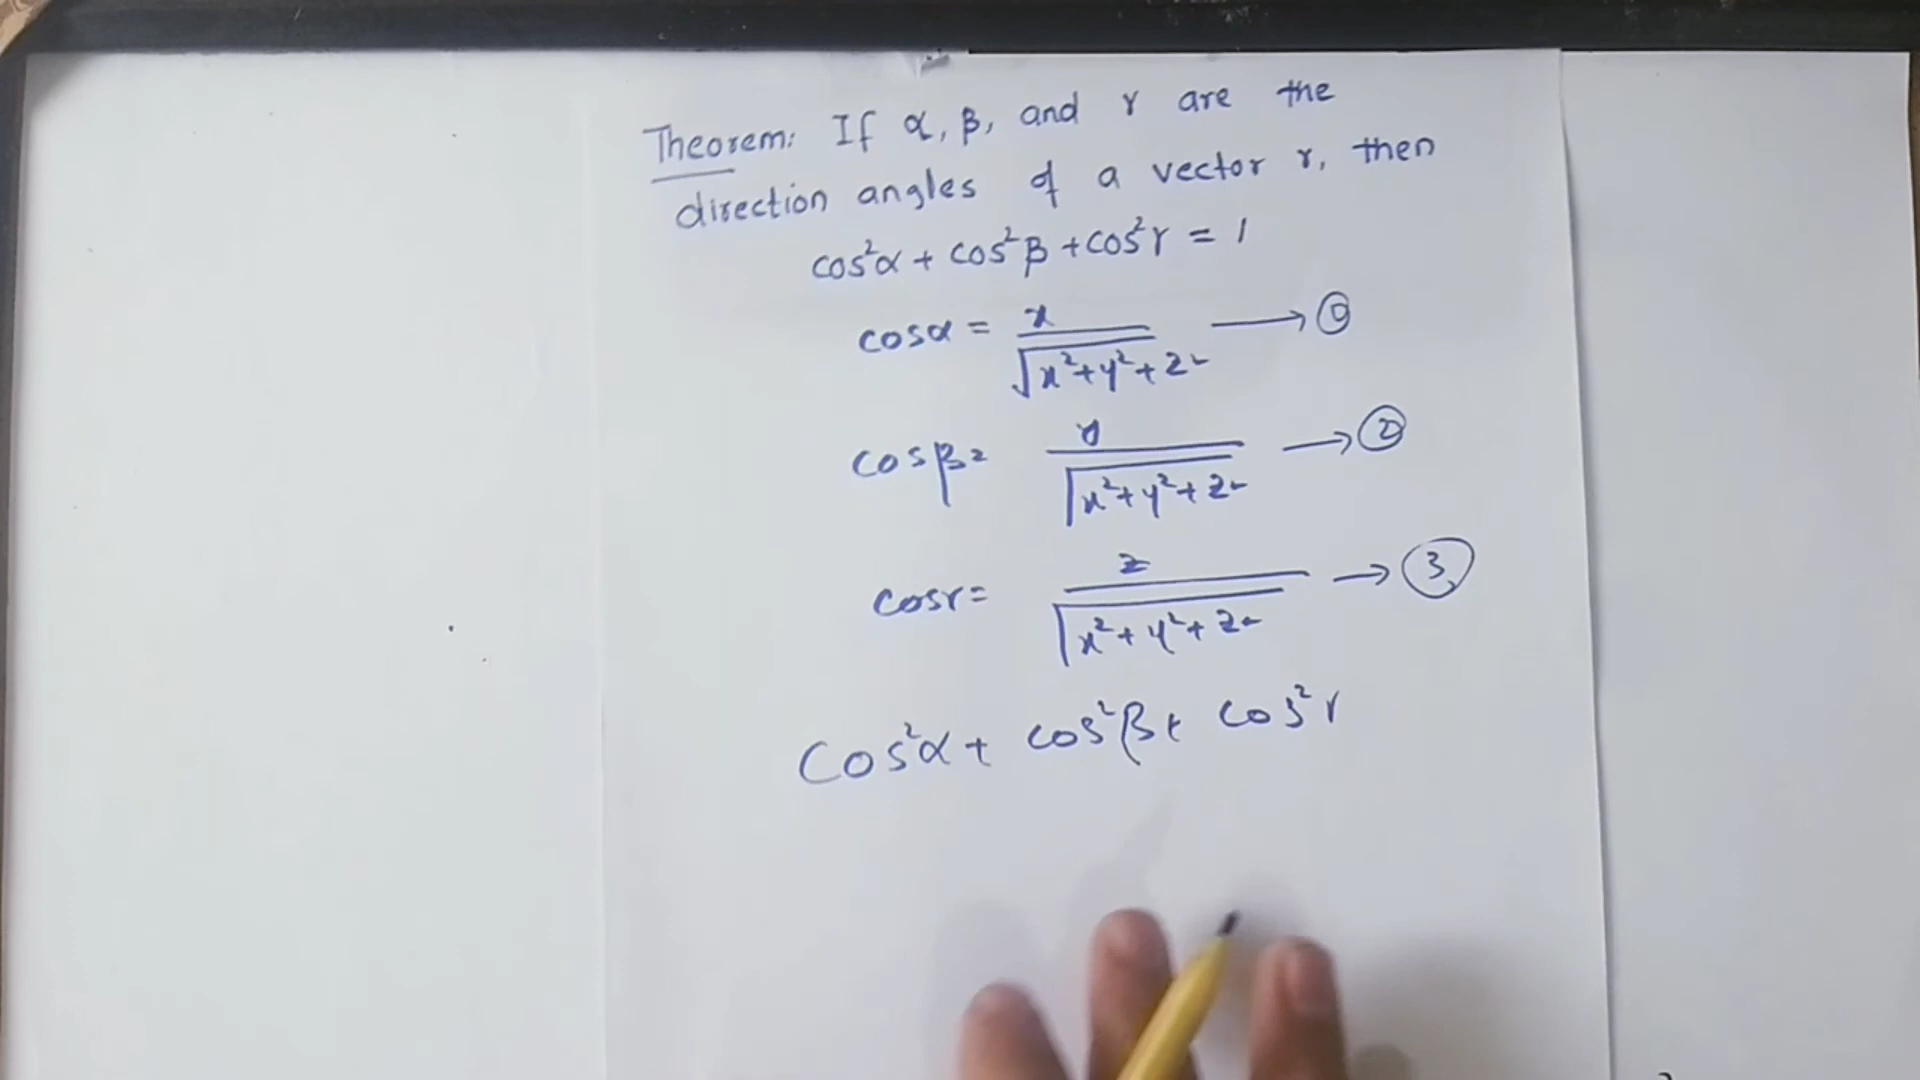 Theorem: If α, β, and γ are the
direction angles of a vector r, then
cos²α + cos²β + cos²γ = 1
cosα = x / √x²+y²+z² → ①
cosβ = y / √x²+y²+z² → ②
cosγ = z / √x²+y²+z² → ③
Cos²α + cos²β + cos²γ